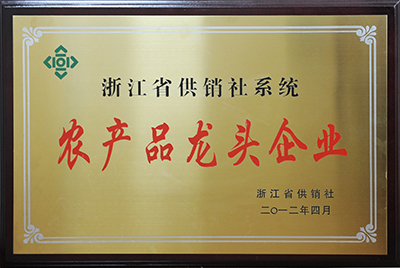 浙江省供销社系统
农产品龙头企业
浙江省供销社
二〇一二年四月